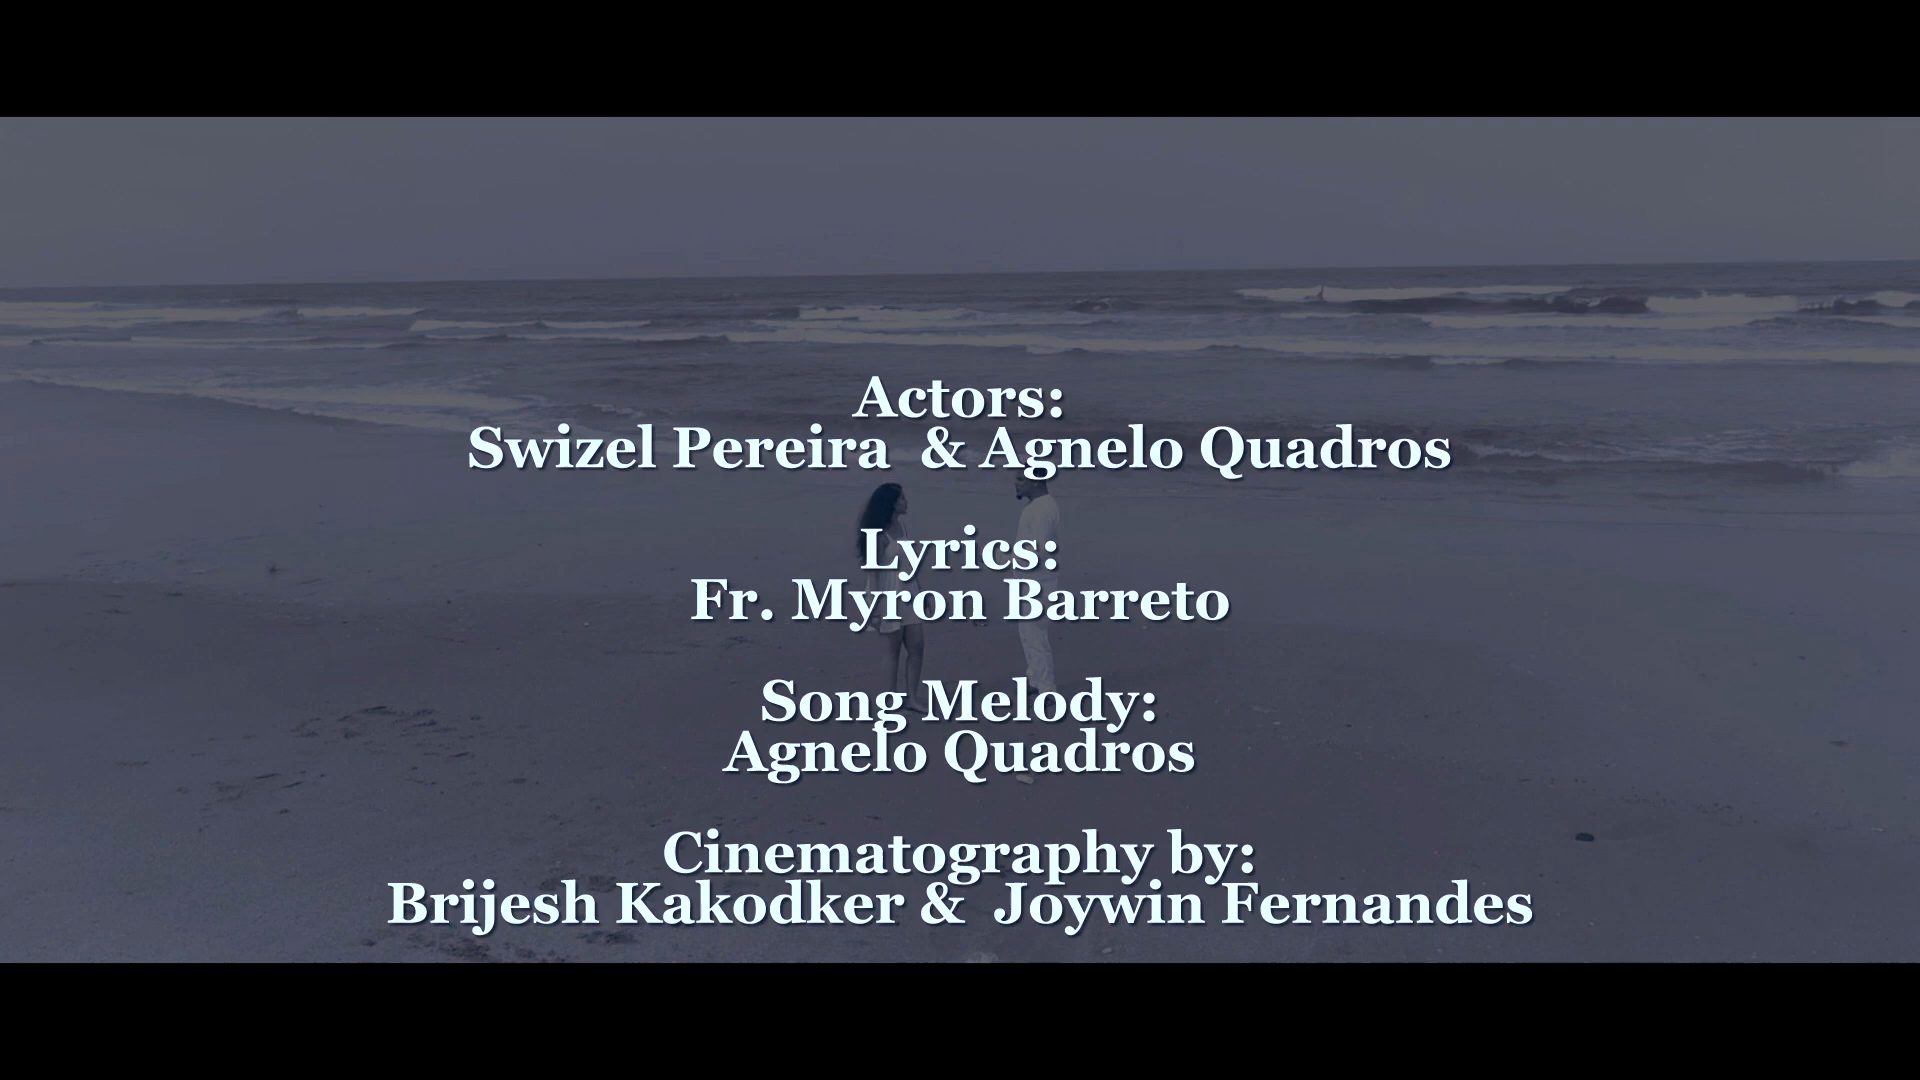 Actors:
Swizel Pereira  & Agnelo Quadros
Lyrics:
Fr. Myron Barreto
Song Melody:
Agnelo Quadros
Cinematography by:
Brijesh Kakodker &  Joywin Fernandes